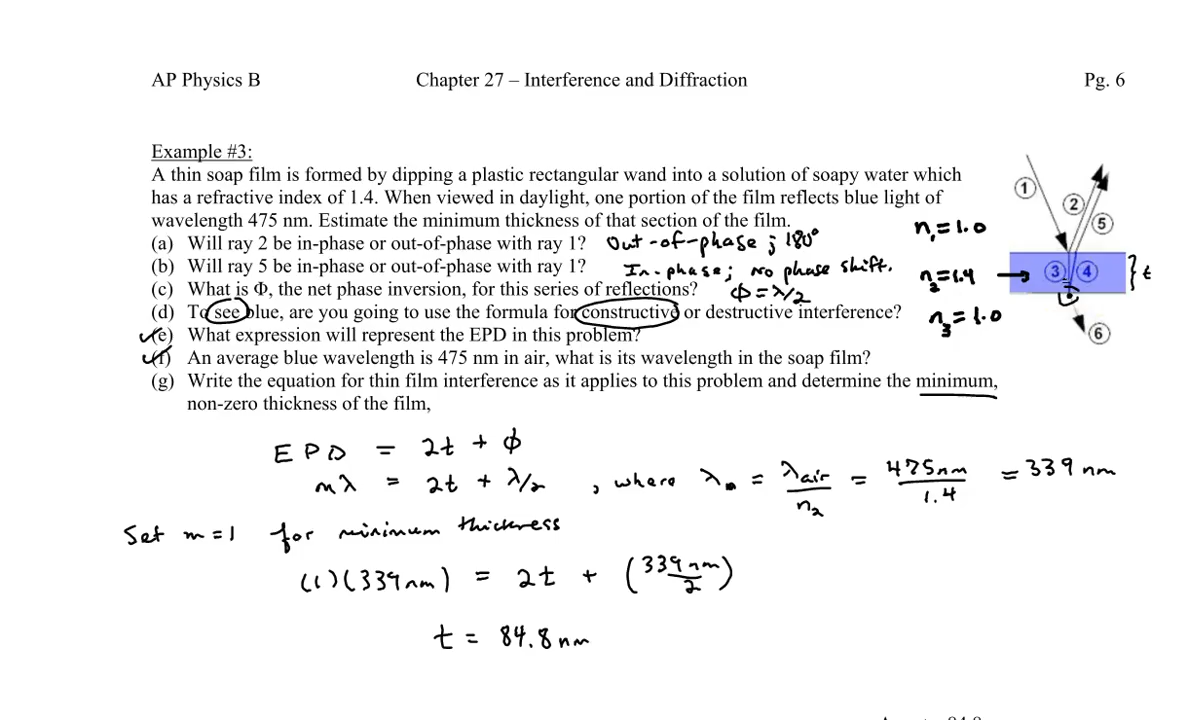 AP Physics B Chapter 27 – Interference and Diffraction Pg. 6
Example #3:
A thin soap film is formed by dipping a plastic rectangular wand into a solution of soapy water which
has a refractive index of 1.4. When viewed in daylight, one portion of the film reflects blue light of
wavelength 475 nm. Estimate the minimum thickness of that section of the film.
(a) Will ray 2 be in-phase or out-of-phase with ray 1? Out-of-phase; 180°
(b) Will ray 5 be in-phase or out-of-phase with ray 1? In-phase; no phase shift.
(c) What is Φ, the net phase inversion, for this series of reflections? Φ = λ/2
(d) To see blue, are you going to use the formula for constructive or destructive interference?
(e) What expression will represent the EPD in this problem?
(f) An average blue wavelength is 475 nm in air, what is its wavelength in the soap film?
(g) Write the equation for thin film interference as it applies to this problem and determine the minimum,
non-zero thickness of the film,
1
2
5
n₁ = 1.0
n₂ = 1.4
3 4
t
n₃ = 1.0
6
EPD = 2t + Φ
mλ = 2t + λ/2 , where λₙ = λair/n₂ = 475nm/1.4 = 339 nm
Set m = 1 for minimum thickness
(1)(339nm) = 2t + (339nm/2)
t = 84.8 nm